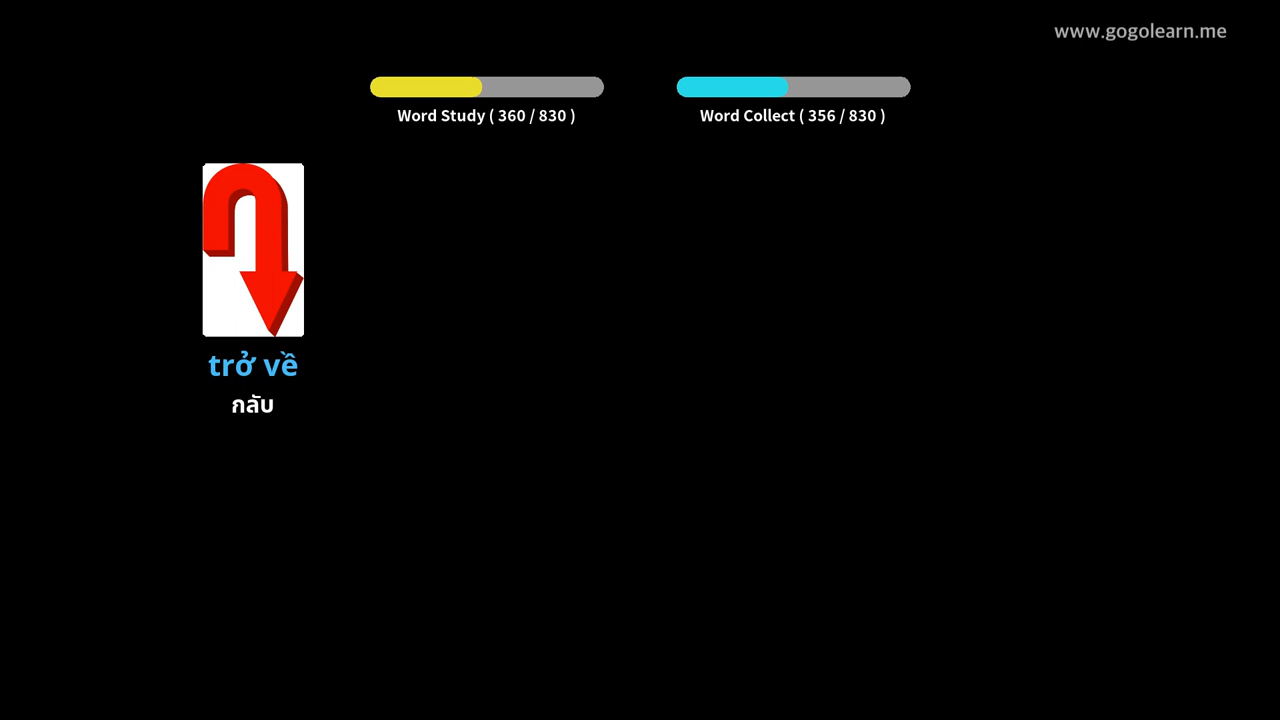 www.gogolearn.me
Word Study ( 360 / 830 )
Word Collect ( 356 / 830 )
trở về
กลับ